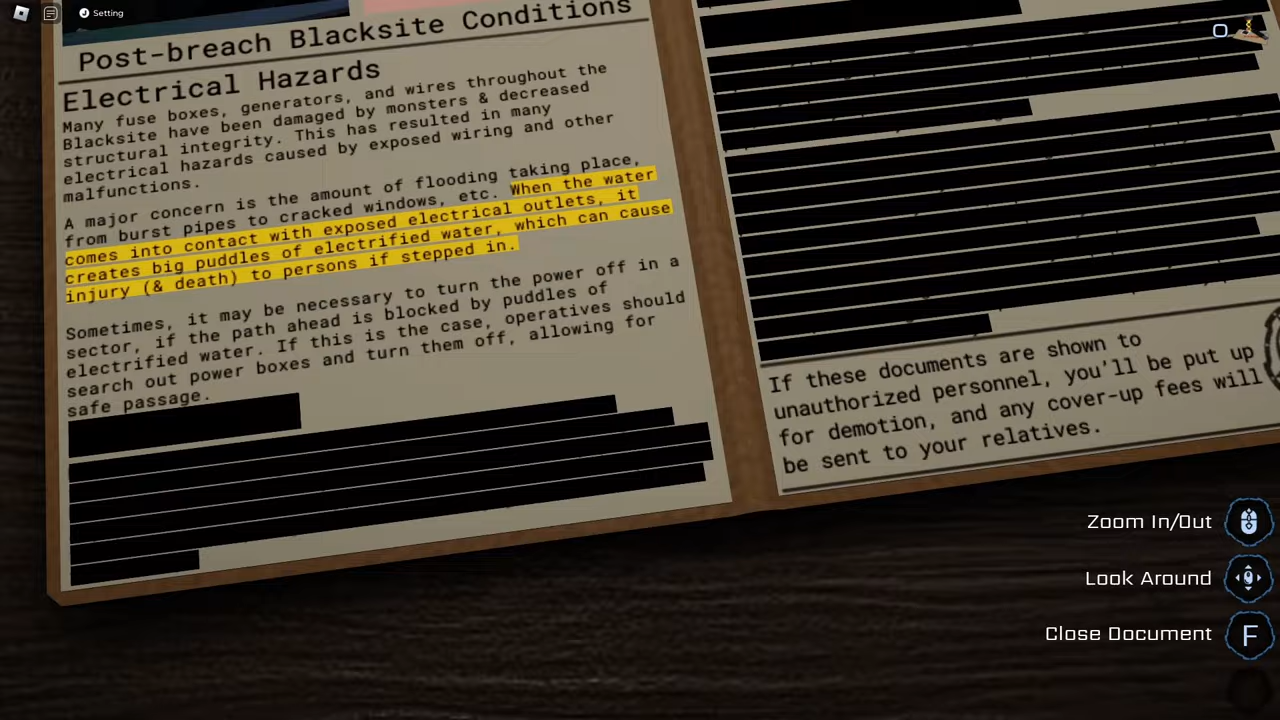 Setting
Post-breach Blacksite Conditions
Electrical Hazards
Many fuse boxes, generators, and wires throughout the
Blacksite have been damaged by monsters & decreased
structural integrity. This has resulted in many
electrical hazards caused by exposed wiring and other
malfunctions.
A major concern is the amount of flooding taking place,
from burst pipes to cracked windows, etc. When the water
comes into contact with exposed electrical outlets, it
creates big puddles of electrified water, which can cause
injury (& death) to persons if stepped in.
Sometimes, it may be necessary to turn the power off in a
sector, if the path ahead is blocked by puddles of
electrified water. If this is the case, operatives should
search out power boxes and turn them off, allowing for
safe passage.
If these documents are shown to
unauthorized personnel, you'll be put up
for demotion, and any cover-up fees will
be sent to your relatives.
Zoom In/Out
Look Around
Close Document
F